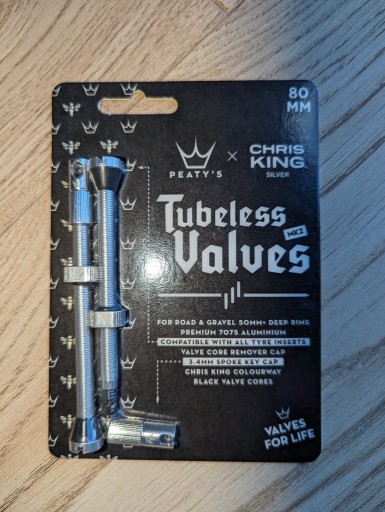 80
MM
PEATY'S
×
CHRIS
KING
SILVER
Tubeless
MK2
Valves
FOR ROAD & GRAVEL 50MM+ DEEP RIMS
PREMIUM 7075 ALUMINIUM
COMPATIBLE WITH ALL TYRE INSERTS
VALVE CORE REMOVER CAP
3.4MM SPOKE KEY CAP
CHRIS KING COLOURWAY
BLACK VALVE CORES
VALVES
FOR LIFE